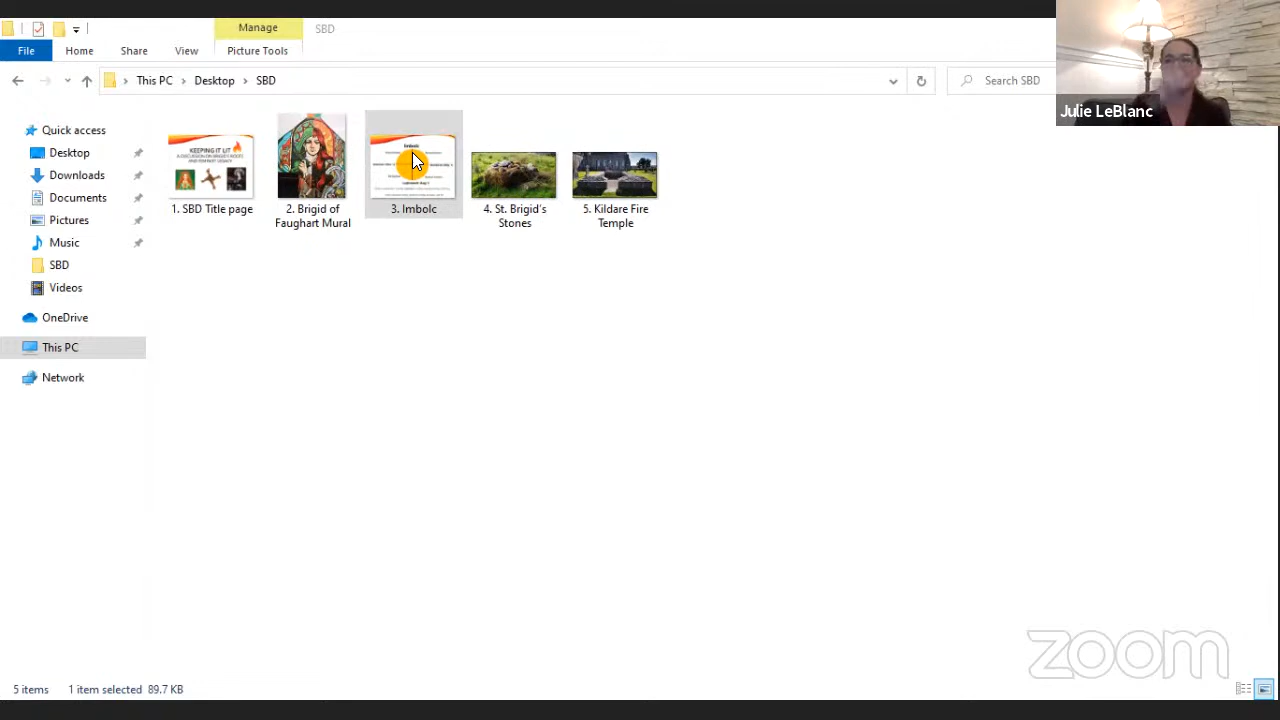 Manage
SBD
File
Home
Share
View
Picture Tools
This PC
Desktop
SBD
Search SBD
Julie LeBlanc
Quick access
Desktop
Downloads
Documents
Pictures
Music
SBD
Videos
OneDrive
This PC
Network
KEEPING IT LIT
1. SBD Title page
2. Brigid of
Faughart Mural
Imbolc
3. Imbolc
4. St. Brigid's
Stones
5. Kildare Fire
Temple
5 items
1 item selected 89.7 KB
zoom